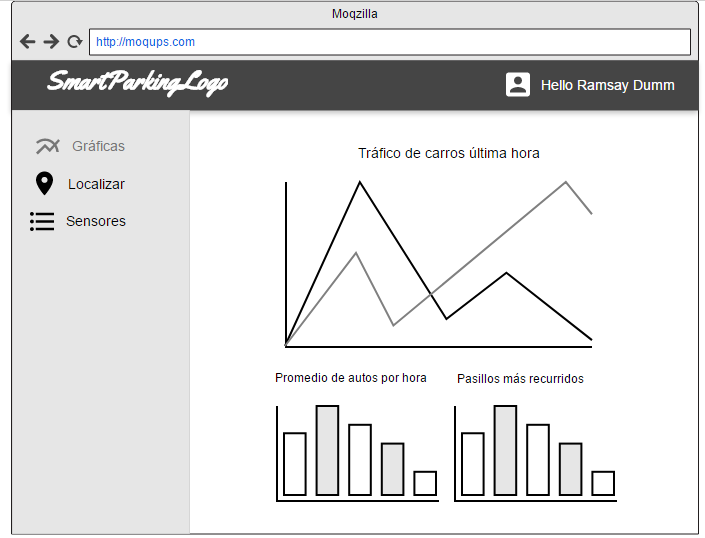 Moqzilla
http://moqups.com
SmartParkingLogo
Hello Ramsay Dumm
Gráficas
Localizar
Sensores
Tráfico de carros última hora
Promedio de autos por hora
Pasillos más recurridos